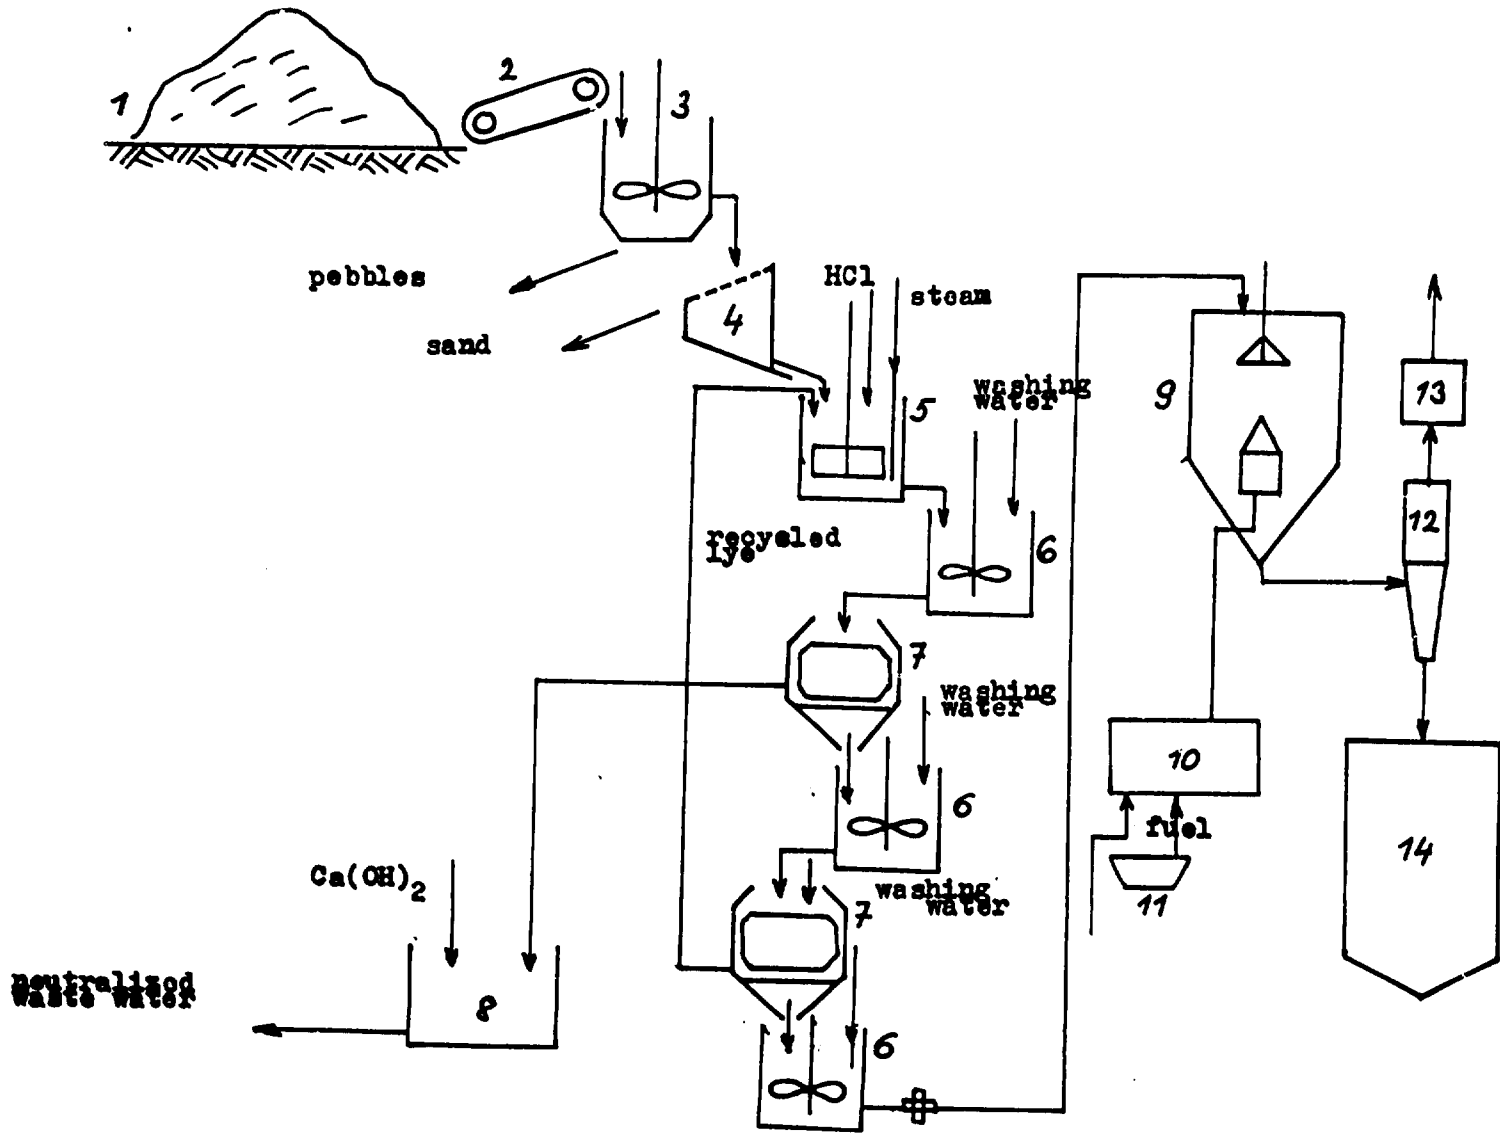 1
2
3
pebbles
sand
4
HCl
steam
5
washing
water
9
13
12
recycled
lye
6
7
washing
water
10
fuel
11
14
6
Ca(OH)2
washing
water
7
neutralized
waste water
8
6